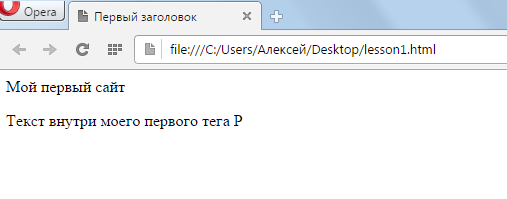 Opera
Первый заголовок
file:///C:/Users/Алексей/Desktop/lesson1.html
Мой первый сайт
Текст внутри моего первого тега P